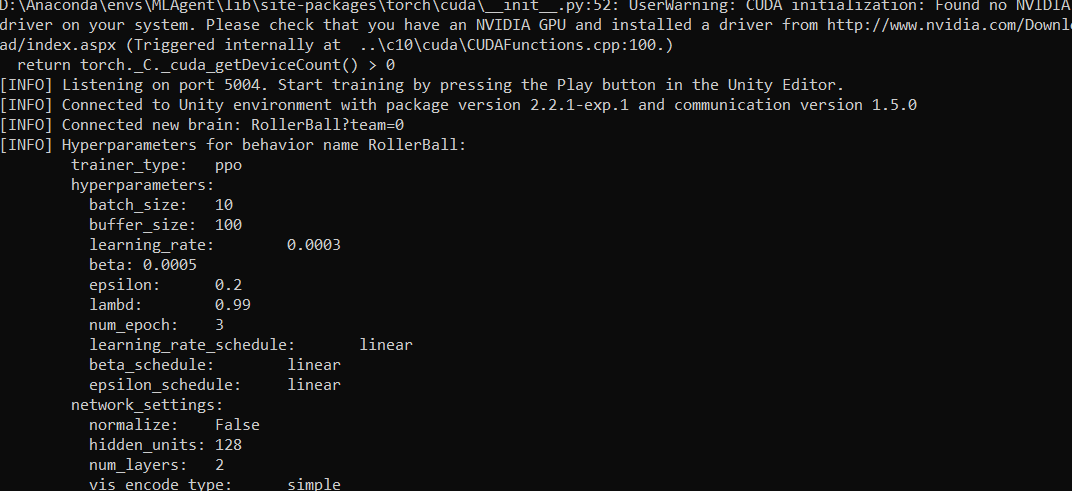 D:\Anaconda\envs\MLAgent\lib\site-packages\torch\cuda\__init__.py:52: UserWarning: CUDA initialization: Found no NVIDIA
driver on your system. Please check that you have an NVIDIA GPU and installed a driver from http://www.nvidia.com/Downl
ad/index.aspx (Triggered internally at  ..\c10\cuda\CUDAFunctions.cpp:100.)
  return torch._C._cuda_getDeviceCount() > 0
[INFO] Listening on port 5004. Start training by pressing the Play button in the Unity Editor.
[INFO] Connected to Unity environment with package version 2.2.1-exp.1 and communication version 1.5.0
[INFO] Connected new brain: RollerBall?team=0
[INFO] Hyperparameters for behavior name RollerBall:
        trainer_type:   ppo
        hyperparameters:
          batch_size:   10
          buffer_size:  100
          learning_rate:        0.0003
          beta: 0.0005
          epsilon:      0.2
          lambd:        0.99
          num_epoch:    3
          learning_rate_schedule:       linear
          beta_schedule:        linear
          epsilon_schedule:     linear
        network_settings:
          normalize:    False
          hidden_units: 128
          num_layers:   2
          vis_encode_type:      simple